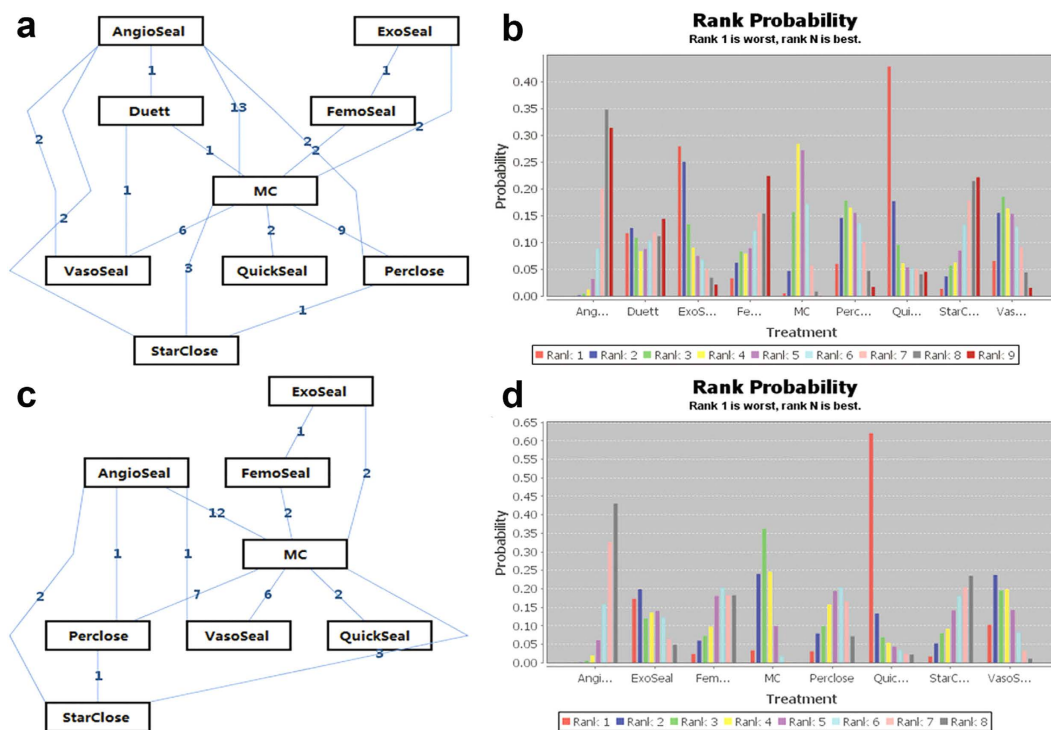 a
AngioSeal
ExoSeal
1
1
Duett
FemoSeal
13
2
2
2
1
2
MC
1
2
6
2
9
3
VasoSeal
QuickSeal
Perclose
1
StarClose
b
Rank Probability
Rank 1 is worst, rank N is best.
Probability
0.40
0.35
0.30
0.25
0.20
0.15
0.10
0.05
0.00
Ang... Duett ExoS... Fe... MC Perc... Qui... StarC... Vas...
Treatment
Rank: 1 Rank: 2 Rank: 3 Rank: 4 Rank: 5 Rank: 6 Rank: 7 Rank: 8 Rank: 9
c
ExoSeal
1
AngioSeal
FemoSeal
2
12
2
MC
1
1
2
7
6
2
Perclose
VasoSeal
QuickSeal
3
1
StarClose
d
Rank Probability
Rank 1 is worst, rank N is best.
Probability
0.65
0.60
0.55
0.50
0.45
0.40
0.35
0.30
0.25
0.20
0.15
0.10
0.05
0.00
Angi... ExoSeal Fem... MC Perclose Quic... StarC... VasoS...
Treatment
Rank: 1 Rank: 2 Rank: 3 Rank: 4 Rank: 5 Rank: 6 Rank: 7 Rank: 8